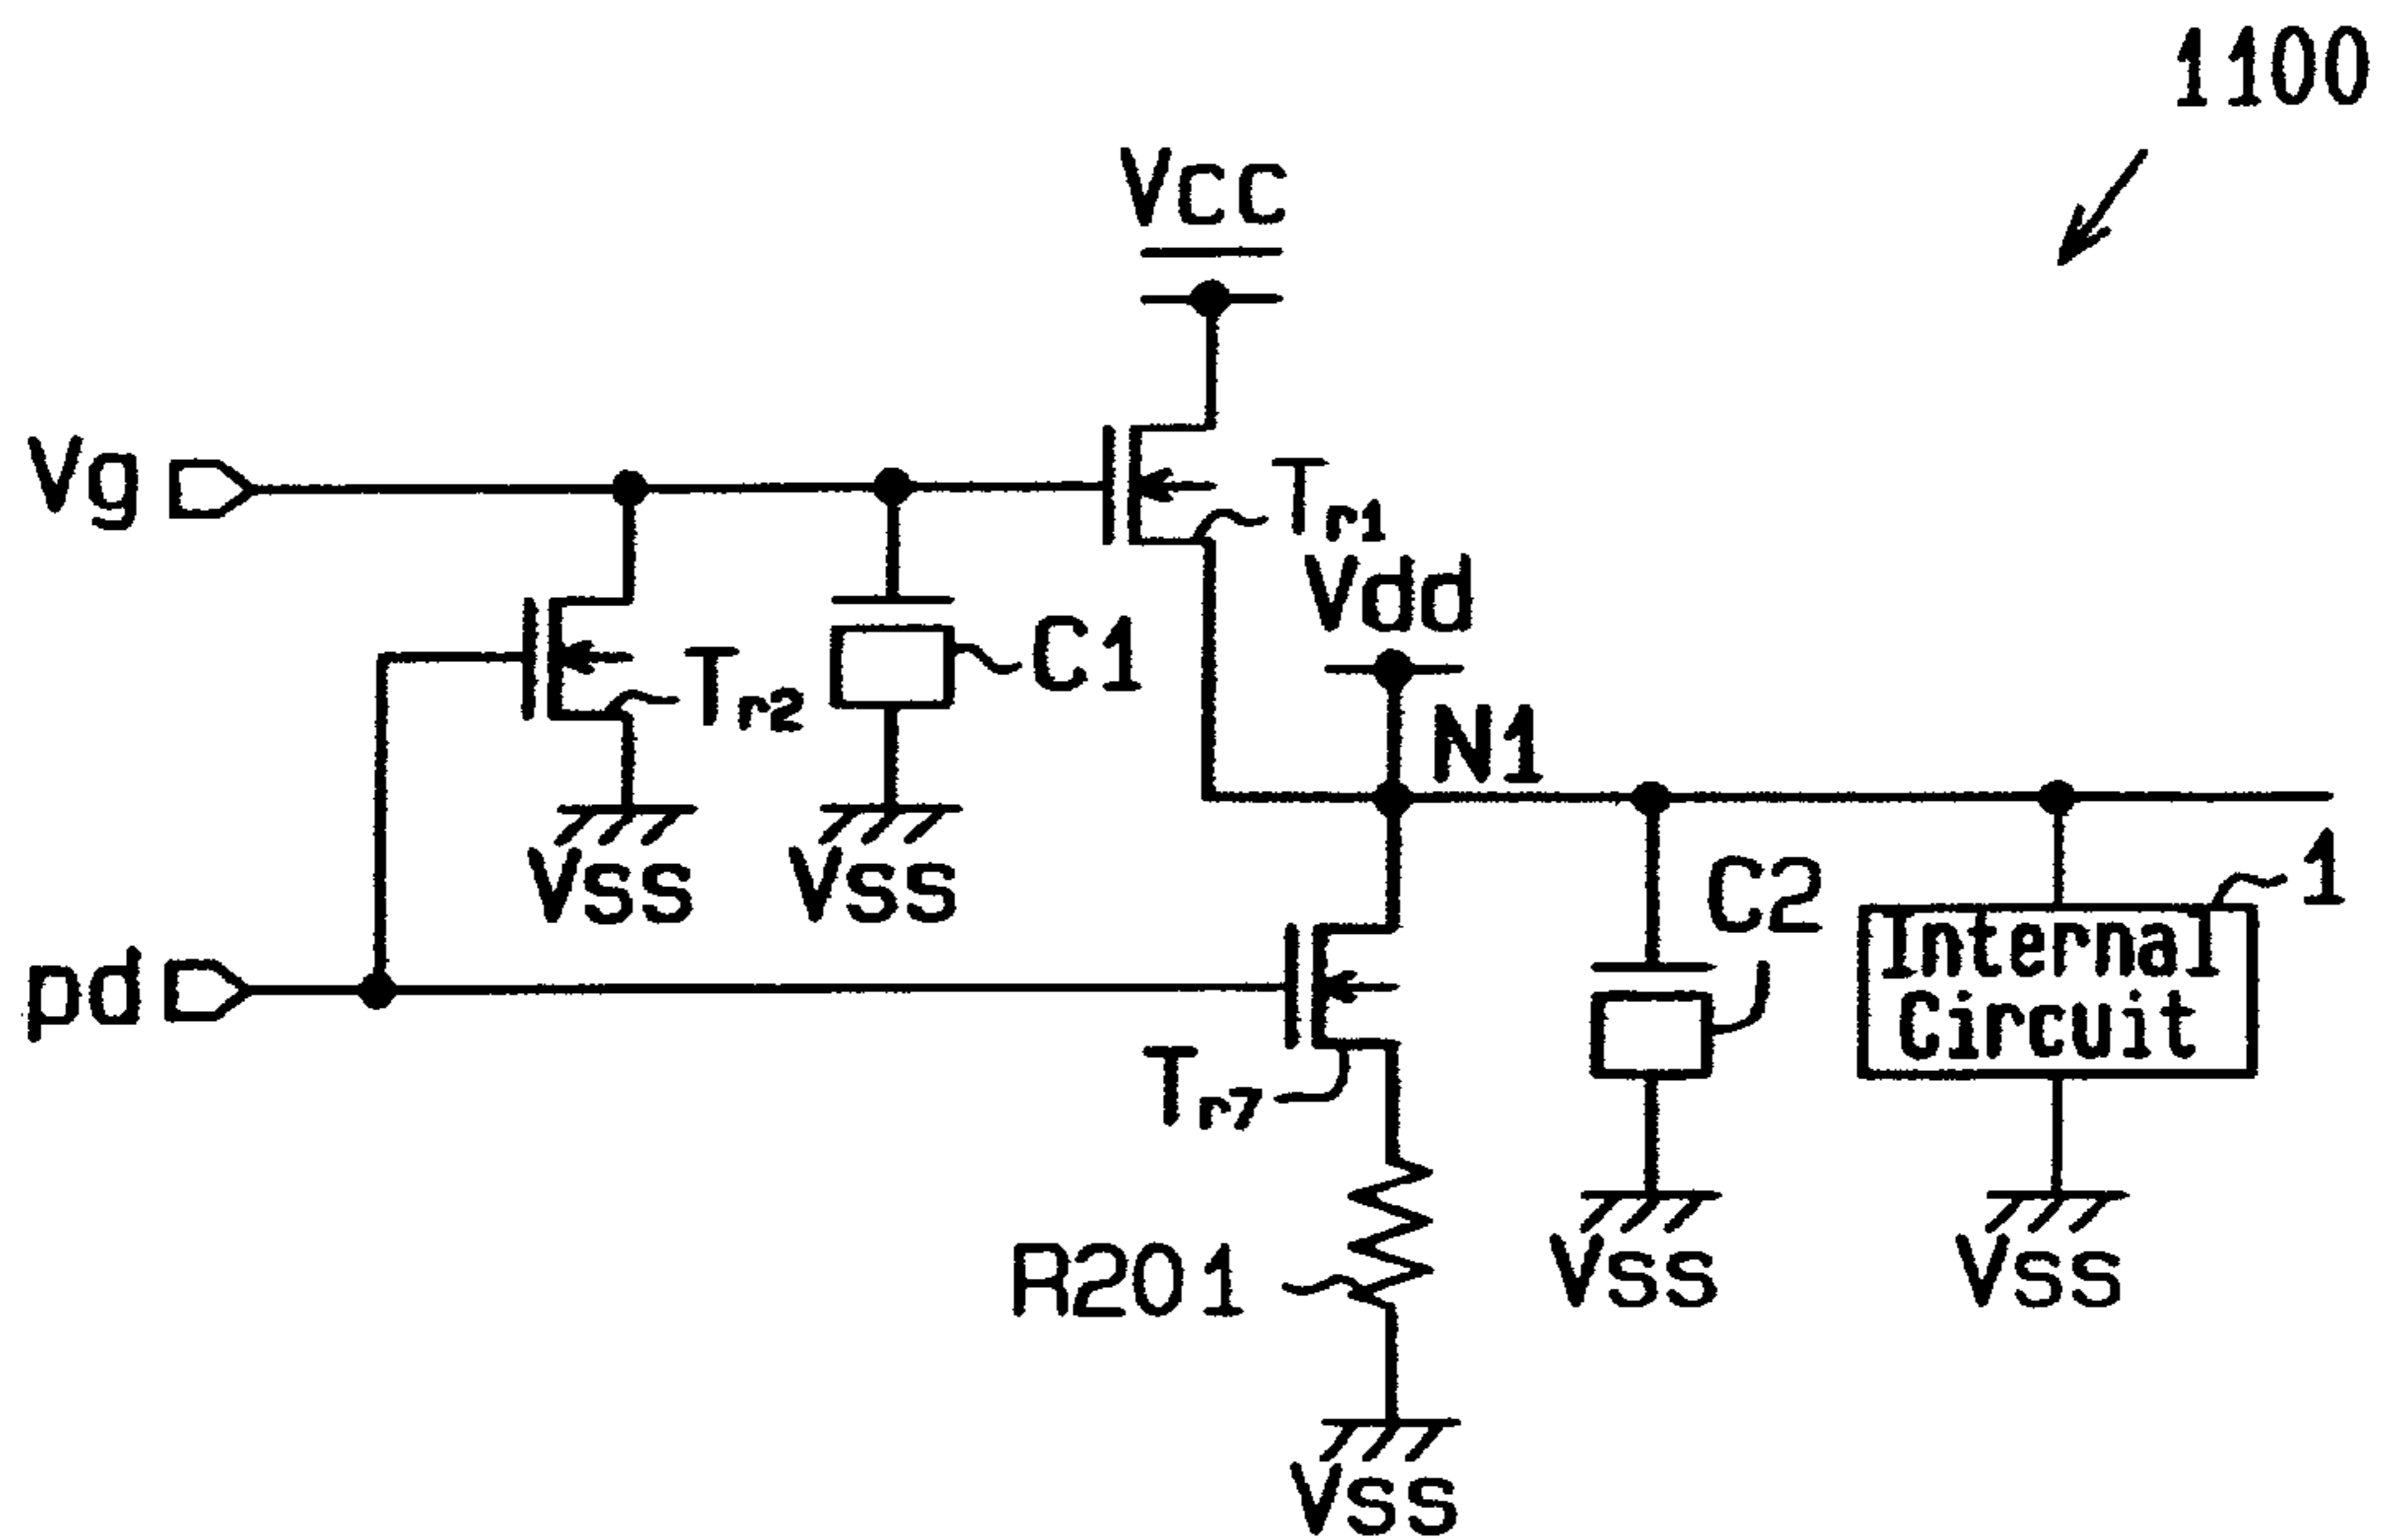 1100
Vcc
Vg
Tr1
Vdd
C1
Tr2
N1
Vss
Vss
C2
1
Internal
Circuit
pd
Tr7
R201
Vss
Vss
Vss